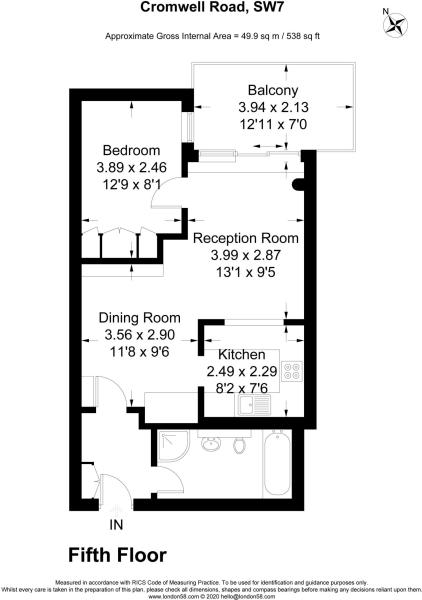 Cromwell Road, SW7
N
Approximate Gross Internal Area = 49.9 sq m / 538 sq ft
Balcony
3.94 x 2.13
12'11 x 7'0
Bedroom
3.89 x 2.46
12'9 x 8'1
Reception Room
3.99 x 2.87
13'1 x 9'5
Dining Room
3.56 x 2.90
11'8 x 9'6
Kitchen
2.49 x 2.29
8'2 x 7'6
IN
Fifth Floor
Measured in accordance with RICS Code of Measuring Practice. To be used for identification and guidance purposes only.
Whilst every care is taken in the preparation of this plan, please check all dimensions, shapes and compass bearings before making any decisions reliant upon them.
www.london58.com © 2020 hello@london58.com